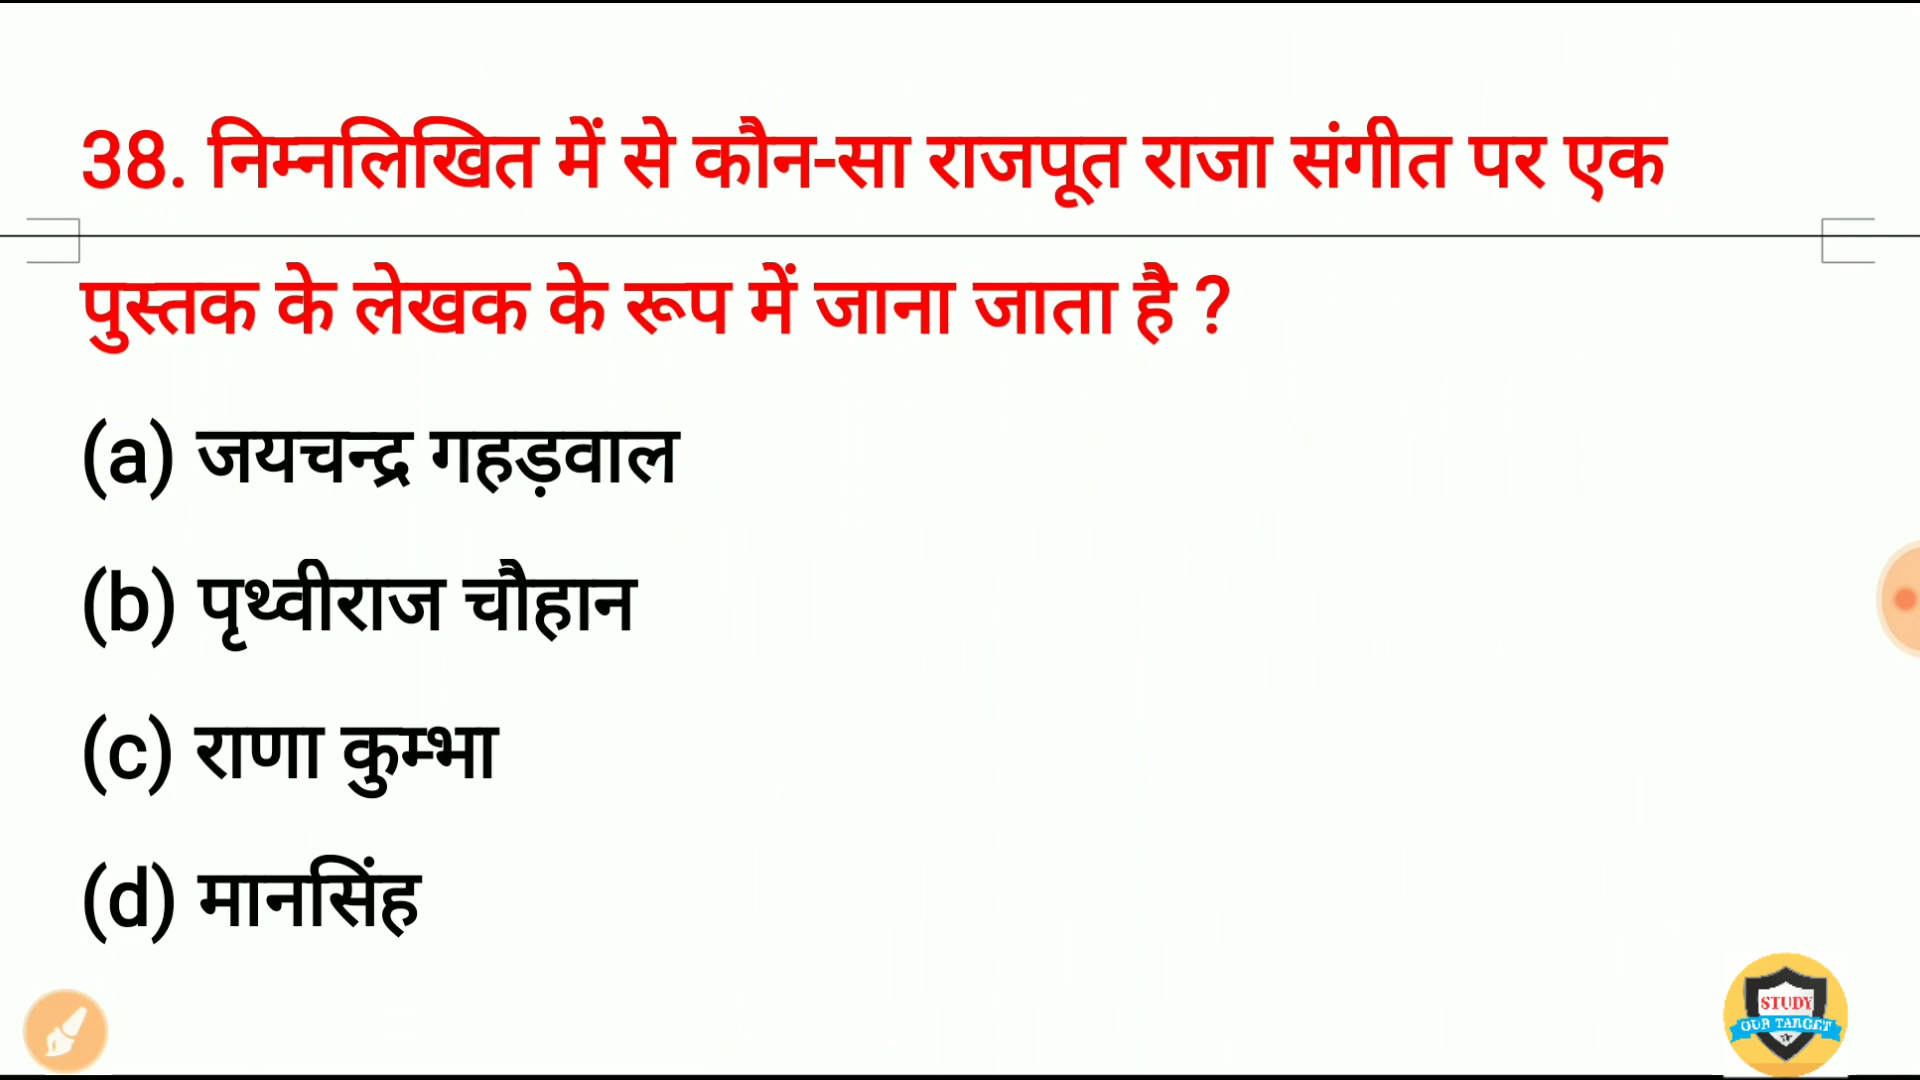 38. निम्नलिखित में से कौन-सा राजपूत राजा संगीत पर एक
पुस्तक के लेखक के रूप में जाना जाता है ?
(a) जयचन्द्र गहड़वाल
(b) पृथ्वीराज चौहान
(c) राणा कुम्भा
(d) मानसिंह
STUDY
OUR TARGET